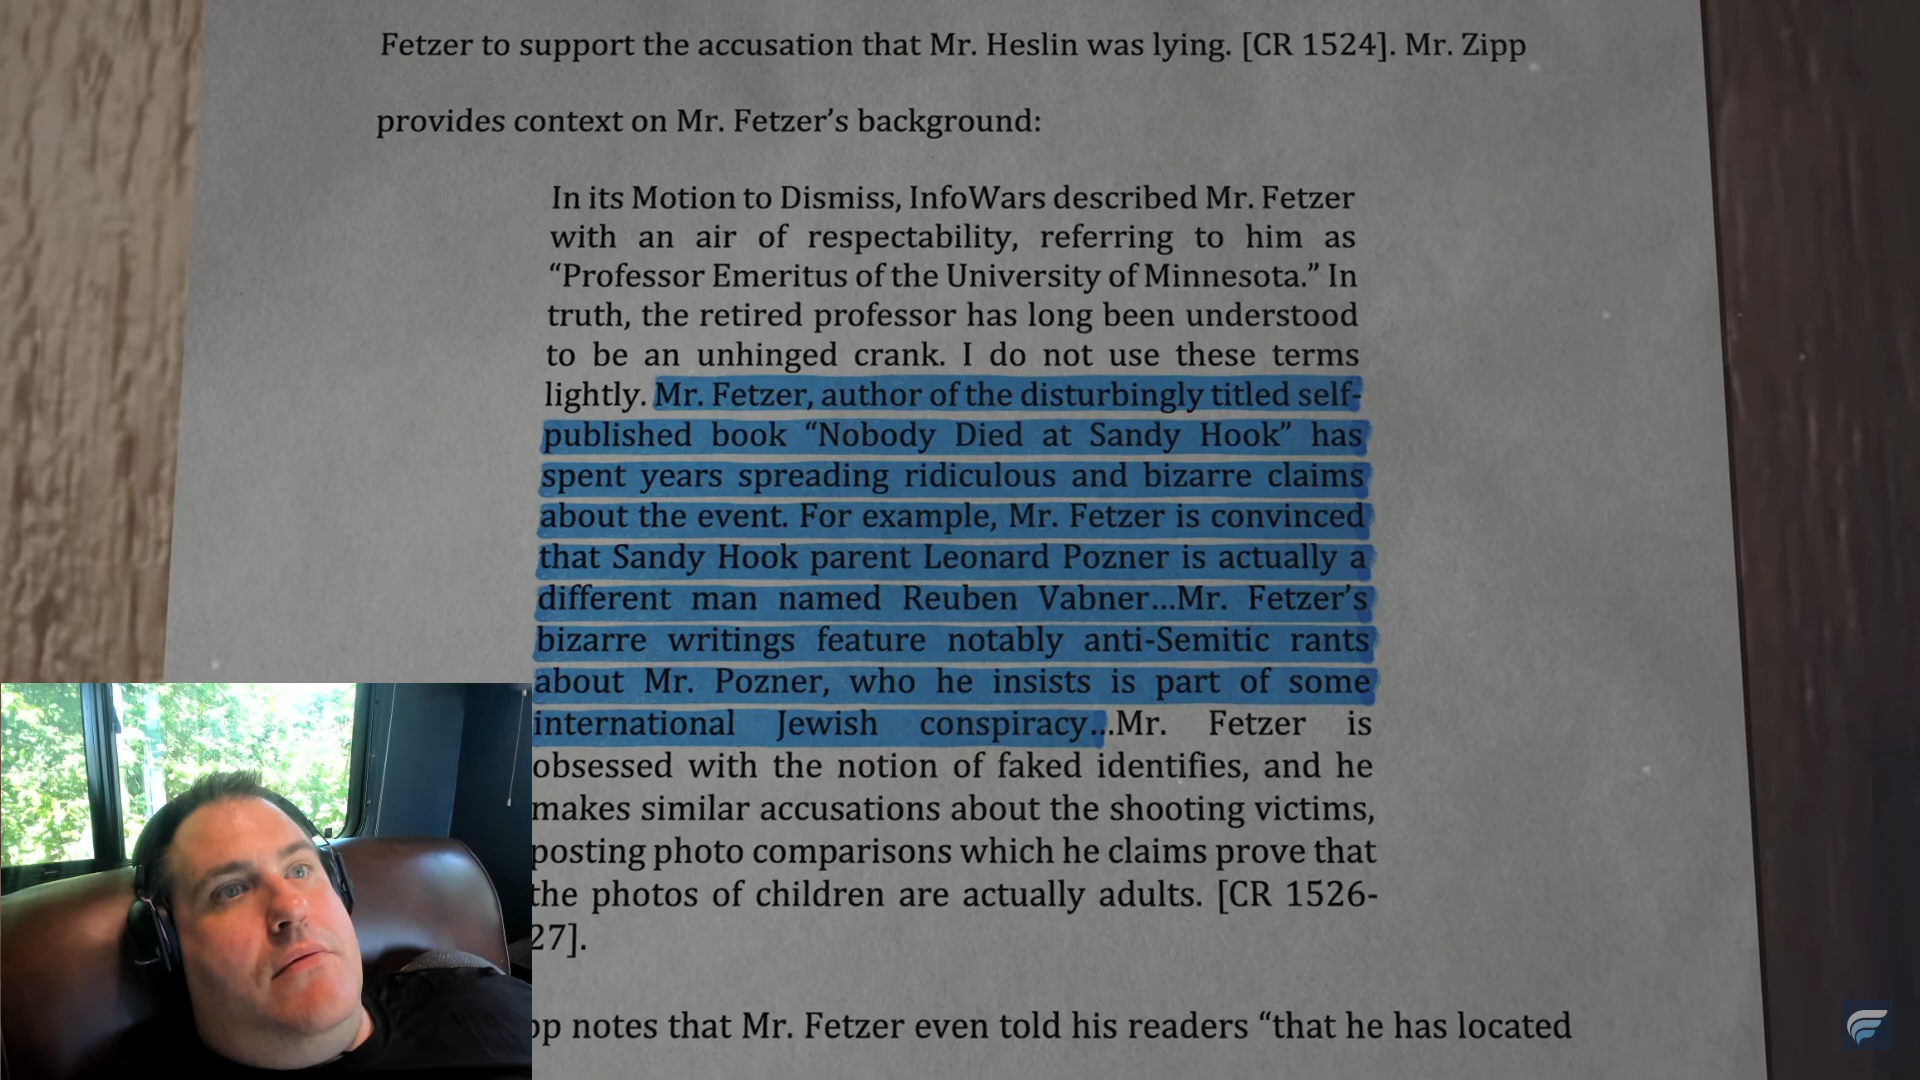 Fetzer to support the accusation that Mr. Heslin was lying. [CR 1524]. Mr. Zipp
provides context on Mr. Fetzer’s background:
In its Motion to Dismiss, InfoWars described Mr. Fetzer
with an air of respectability, referring to him as
“Professor Emeritus of the University of Minnesota.” In
truth, the retired professor has long been understood
to be an unhinged crank. I do not use these terms
lightly. Mr. Fetzer, author of the disturbingly titled self-
published book “Nobody Died at Sandy Hook” has
spent years spreading ridiculous and bizarre claims
about the event. For example, Mr. Fetzer is convinced
that Sandy Hook parent Leonard Pozner is actually a
different man named Reuben Vabner...Mr. Fetzer’s
bizarre writings feature notably anti-Semitic rants
about Mr. Pozner, who he insists is part of some
international Jewish conspiracy...Mr. Fetzer is
obsessed with the notion of faked identifies, and he
makes similar accusations about the shooting victims,
posting photo comparisons which he claims prove that
the photos of children are actually adults. [CR 1526-
27].
notes that Mr. Fetzer even told his readers “that he has located